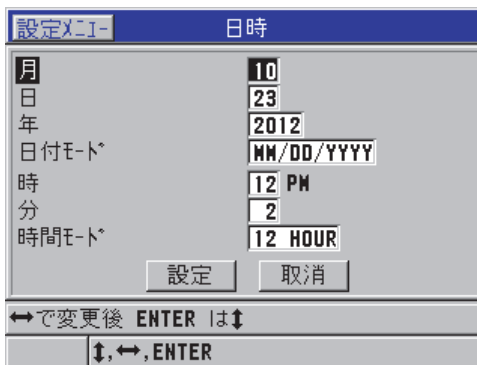 設定ﾒﾆｭｰ 日時
月 10
日 23
年 2012
日付ﾓｰﾄﾞ MM/DD/YYYY
時 12 PM
分 2
時間ﾓｰﾄﾞ 12 HOUR
設定 取消
↔で変更後 ENTER は↕
↕,↔,ENTER